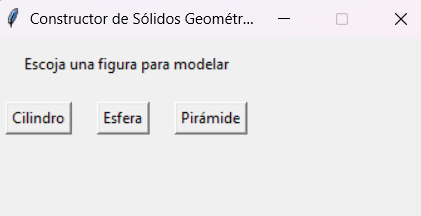 Constructor de Sólidos Geométr...
Escoja una figura para modelar
Cilindro Esfera Pirámide